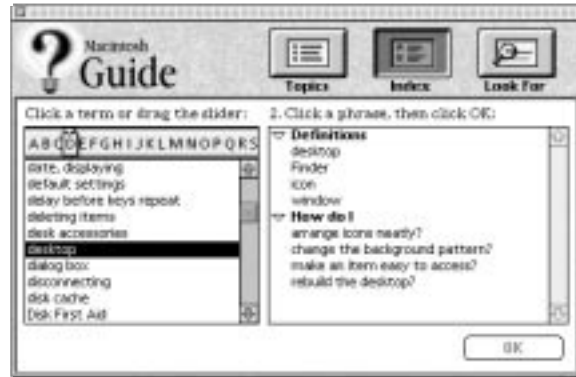 Macintosh
Guide
Topics
Index
Look For
Click a term or drag the slider:
2. Click a phrase, then click OK:
A B C D E F G H I J K L M N O P Q R S
date, displaying
default settings
delay before keys repeat
deleting items
desk accessories
desktop
dialog box
disconnecting
disk cache
Disk First Aid
Definitions
desktop
Finder
icon
window
How do I
arrange icons neatly?
change the background pattern?
make an item easy to access?
rebuild the desktop?
OK